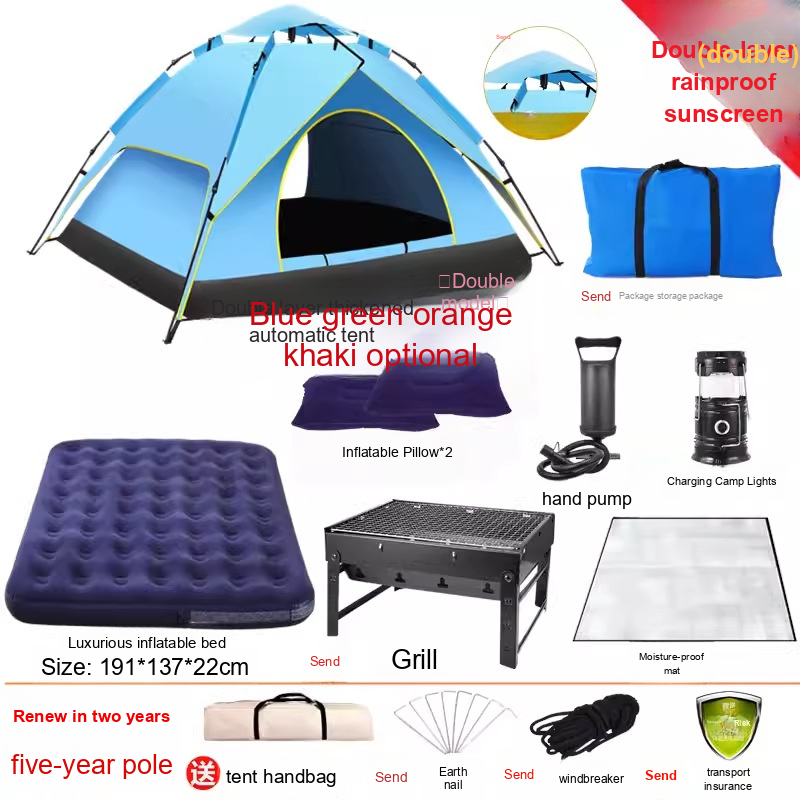 Send
Double-layer
(double)
rainproof
sunscreen
Send
Package storage package
□Double
model□
Double-layer thickened
automatic tent
Blue green orange
khaki optional
Inflatable Pillow*2
hand pump
Charging Camp Lights
Luxurious inflatable bed
Size: 191*137*22cm
Send
Grill
Moisture-proof
mat
Renew in two years
five-year pole
送
tent handbag
Send
Earth
nail
Send
windbreaker
Send
Risk
transport
insurance